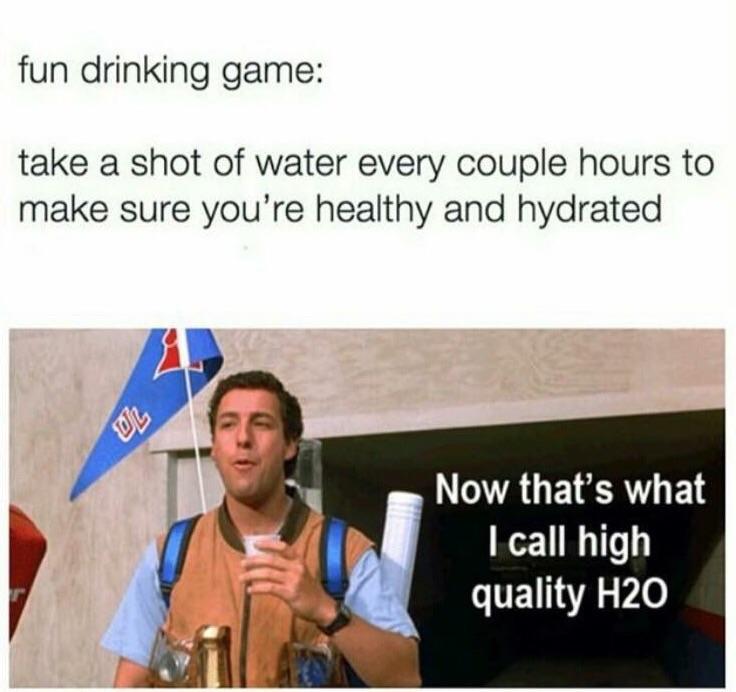 fun drinking game:
take a shot of water every couple hours to
make sure you're healthy and hydrated
Now that's what
I call high
quality H2O